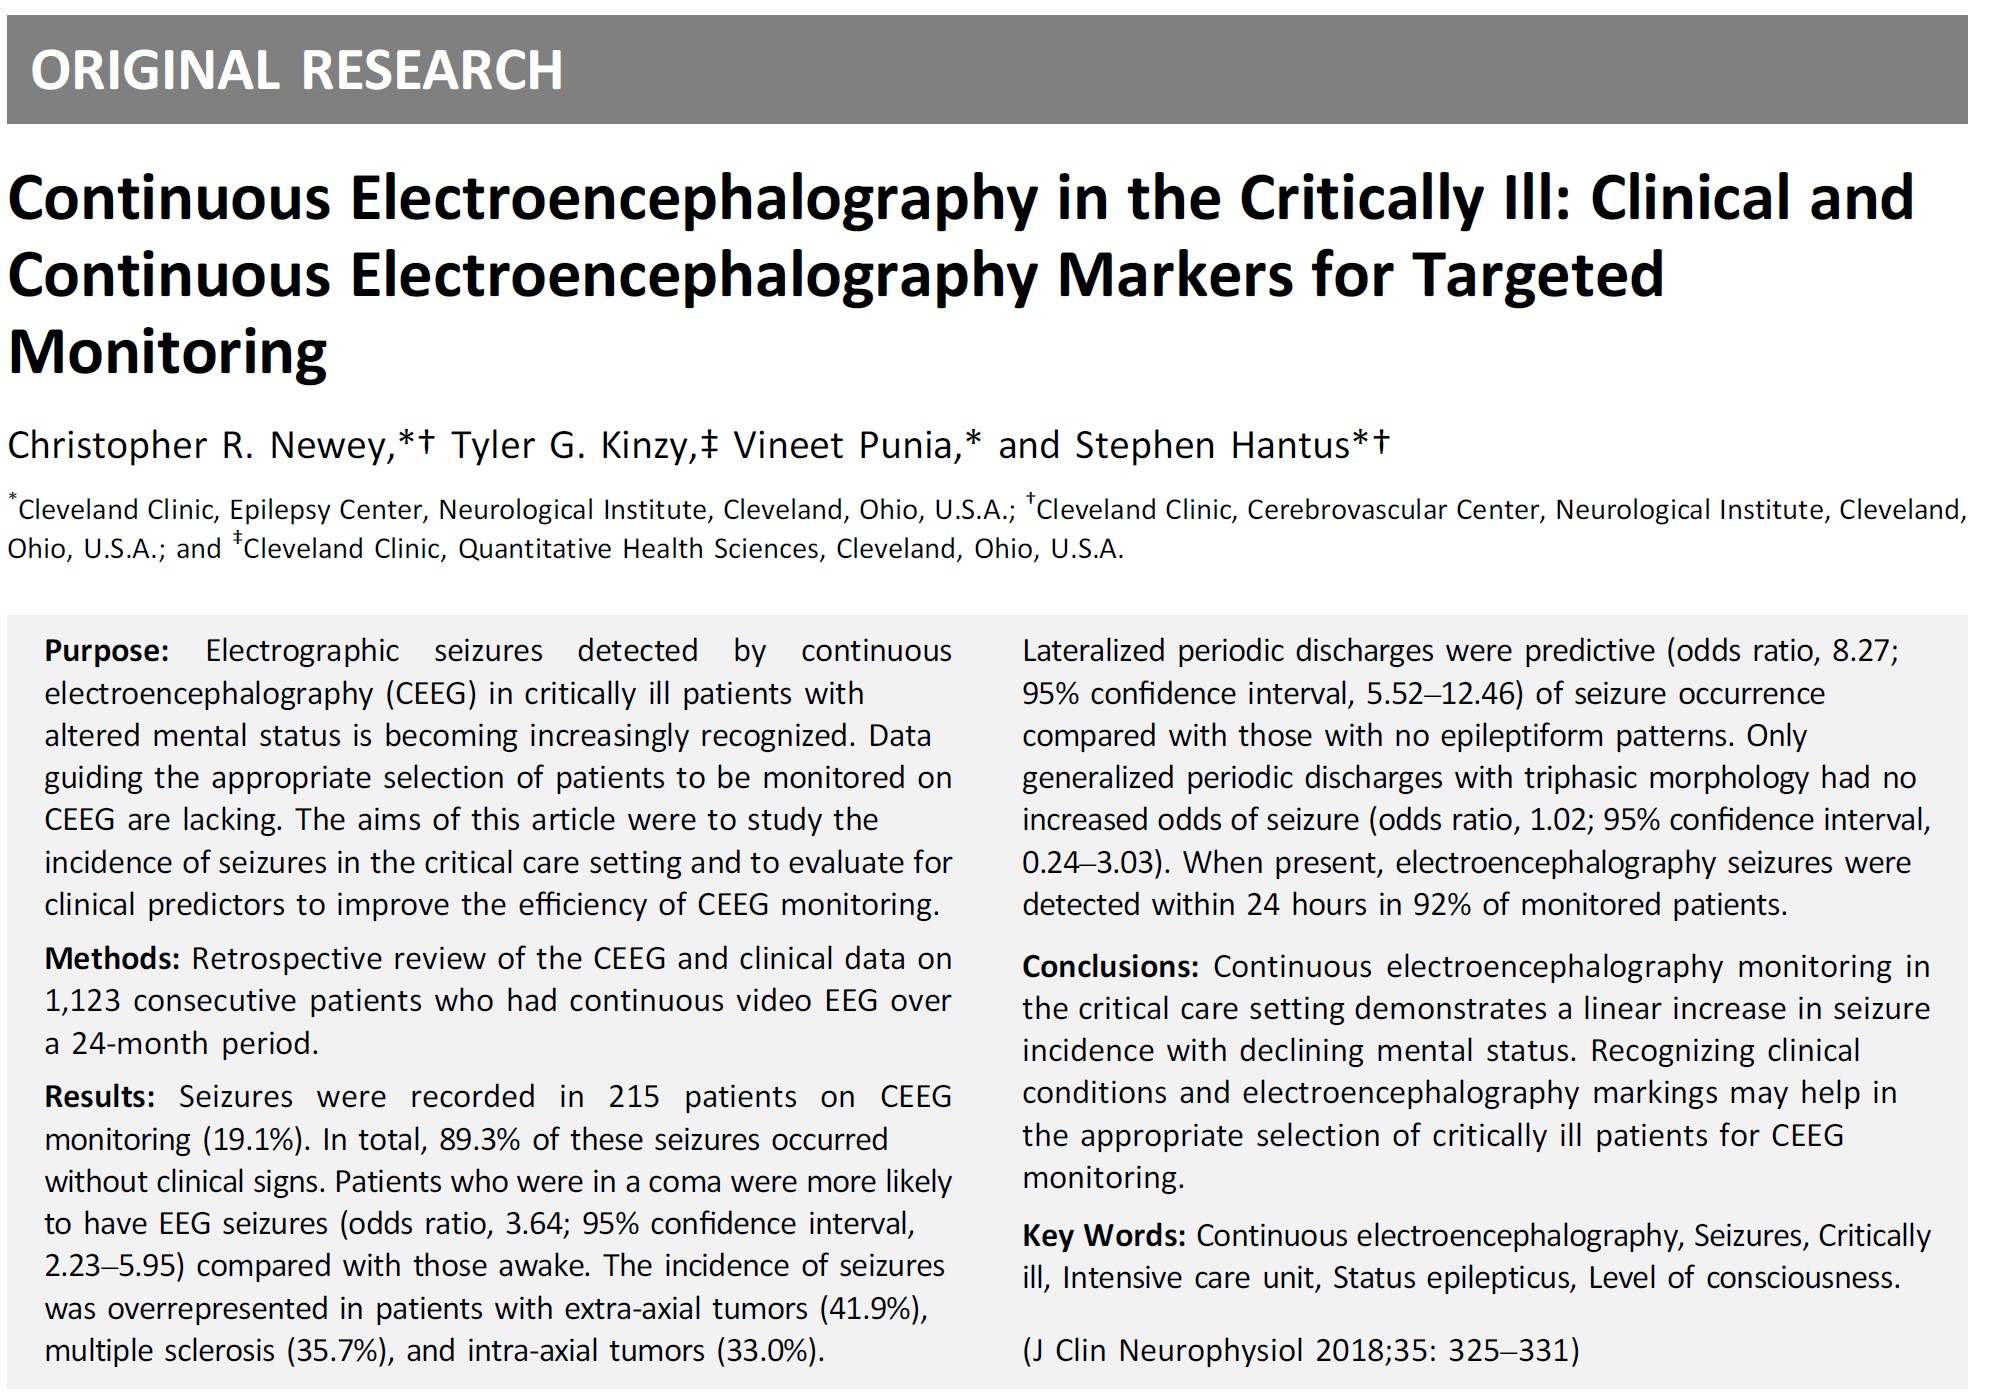 ORIGINAL RESEARCH
Continuous Electroencephalography in the Critically Ill: Clinical and
Continuous Electroencephalography Markers for Targeted
Monitoring
Christopher R. Newey,*† Tyler G. Kinzy,‡ Vineet Punia,* and Stephen Hantus*†
*Cleveland Clinic, Epilepsy Center, Neurological Institute, Cleveland, Ohio, U.S.A.; †Cleveland Clinic, Cerebrovascular Center, Neurological Institute, Cleveland,
Ohio, U.S.A.; and ‡Cleveland Clinic, Quantitative Health Sciences, Cleveland, Ohio, U.S.A.
Purpose: Electrographic seizures detected by continuous
electroencephalography (CEEG) in critically ill patients with
altered mental status is becoming increasingly recognized. Data
guiding the appropriate selection of patients to be monitored on
CEEG are lacking. The aims of this article were to study the
incidence of seizures in the critical care setting and to evaluate for
clinical predictors to improve the efficiency of CEEG monitoring.
Methods: Retrospective review of the CEEG and clinical data on
1,123 consecutive patients who had continuous video EEG over
a 24-month period.
Results: Seizures were recorded in 215 patients on CEEG
monitoring (19.1%). In total, 89.3% of these seizures occurred
without clinical signs. Patients who were in a coma were more likely
to have EEG seizures (odds ratio, 3.64; 95% confidence interval,
2.23–5.95) compared with those awake. The incidence of seizures
was overrepresented in patients with extra-axial tumors (41.9%),
multiple sclerosis (35.7%), and intra-axial tumors (33.0%).
Lateralized periodic discharges were predictive (odds ratio, 8.27;
95% confidence interval, 5.52–12.46) of seizure occurrence
compared with those with no epileptiform patterns. Only
generalized periodic discharges with triphasic morphology had no
increased odds of seizure (odds ratio, 1.02; 95% confidence interval,
0.24–3.03). When present, electroencephalography seizures were
detected within 24 hours in 92% of monitored patients.
Conclusions: Continuous electroencephalography monitoring in
the critical care setting demonstrates a linear increase in seizure
incidence with declining mental status. Recognizing clinical
conditions and electroencephalography markings may help in
the appropriate selection of critically ill patients for CEEG
monitoring.
Key Words: Continuous electroencephalography, Seizures, Critically
ill, Intensive care unit, Status epilepticus, Level of consciousness.
(J Clin Neurophysiol 2018;35: 325–331)